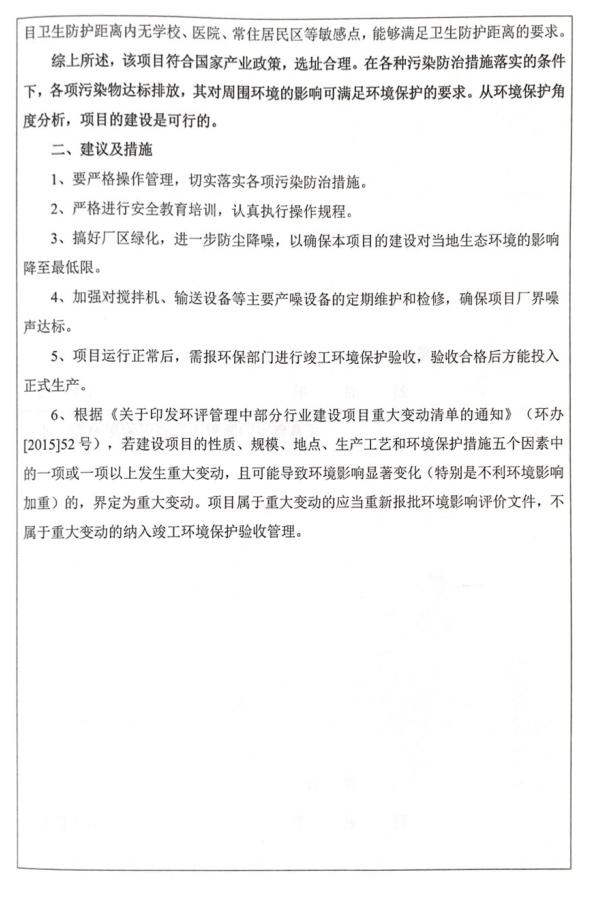 目卫生防护距离内无学校、医院、常住居民区等敏感点，能够满足卫生防护距离的要求。
综上所述，该项目符合国家产业政策，选址合理。在各种污染防治措施落实的条件
下，各项污染物达标排放，其对周围环境的影响可满足环境保护的要求。从环境保护角
度分析，项目的建设是可行的。
二、建议及措施
1、要严格操作管理，切实落实各项污染防治措施。
2、严格进行安全教育培训，认真执行操作规程。
3、搞好厂区绿化，进一步防尘降噪，以确保本项目的建设对当地生态环境的影响
降至最低限。
4、加强对搅拌机、输送设备等主要产噪设备的定期维护和检修，确保项目厂界噪
声达标。
5、项目运行正常后，需报环保部门进行竣工环境保护验收，验收合格后方能投入
正式生产。
6、根据《关于印发环评管理中部分行业建设项目重大变动清单的通知》（环办
[2015]52号），若建设项目的性质、规模、地点、生产工艺和环境保护措施五个因素中
的一项或一项以上发生重大变动，且可能导致环境影响显著变化（特别是不利环境影响
加重）的，界定为重大变动。项目属于重大变动的应当重新报批环境影响评价文件，不
属于重大变动的纳入竣工环境保护验收管理。